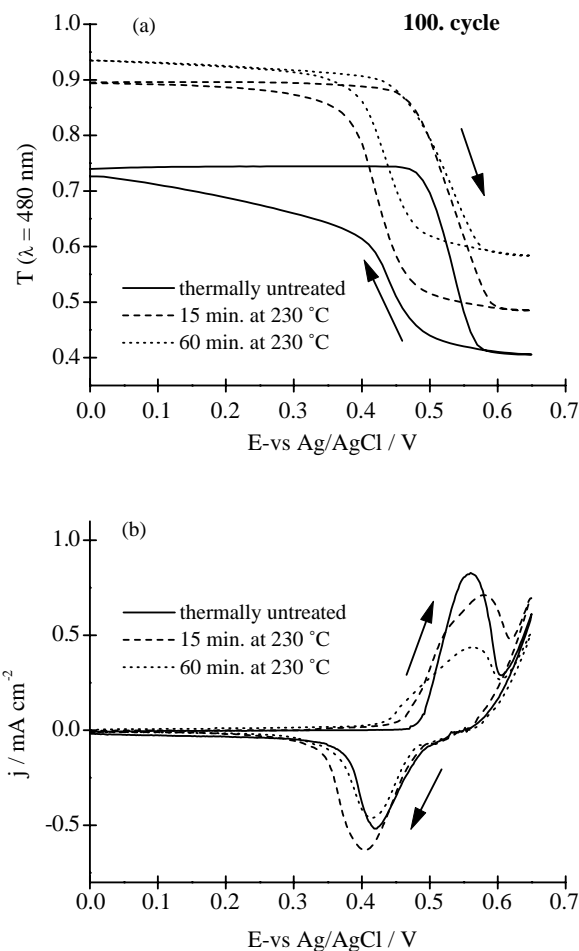 (a)
100. cycle
1.0
0.9
0.8
0.7
0.6
0.5
0.4
T (λ = 480 nm)
thermally untreated
15 min. at 230 °C
60 min. at 230 °C
0.0 0.1 0.2 0.3 0.4 0.5 0.6 0.7
E-vs Ag/AgCl / V
(b)
1.0
0.5
0.0
-0.5
j / mA cm⁻²
thermally untreated
15 min. at 230 °C
60 min. at 230 °C
0.0 0.1 0.2 0.3 0.4 0.5 0.6 0.7
E-vs Ag/AgCl / V